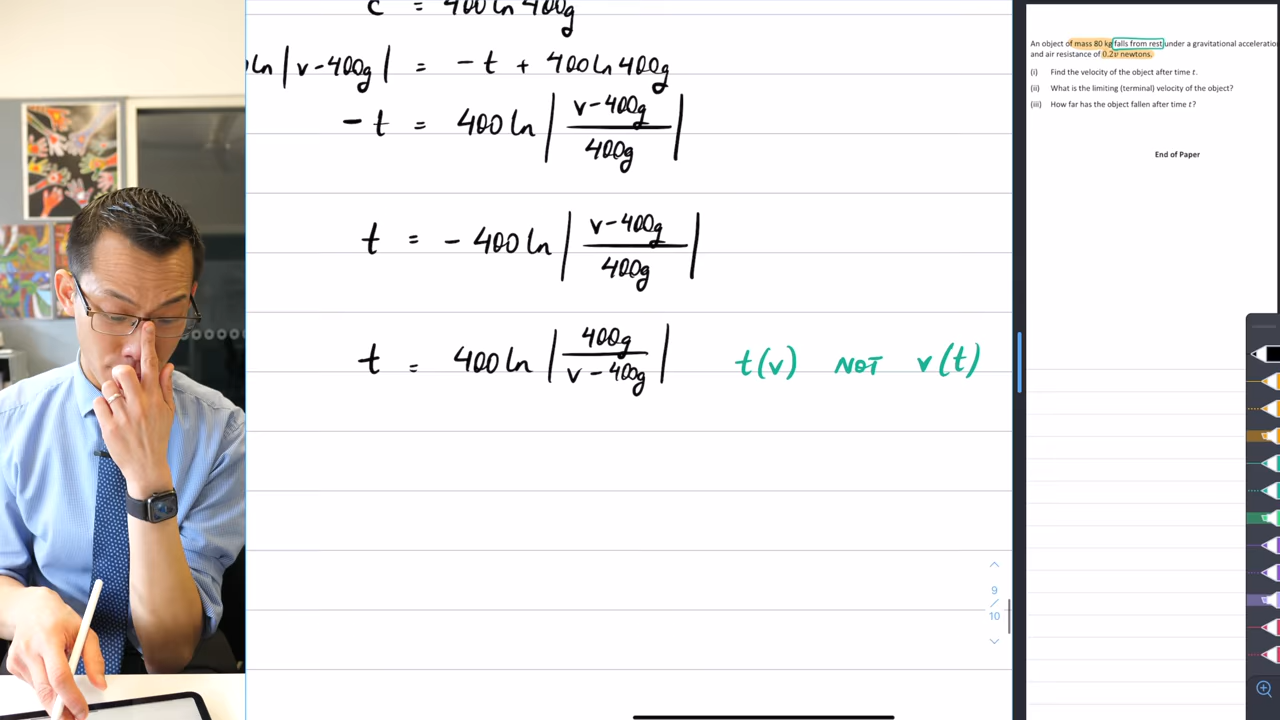 c = 400 ln 400g
ln |v-400g| = -t + 400 ln 400g
-t = 400 ln | v-400g / 400g |
t = - 400 ln | v-400g / 400g |
t = 400 ln | 400g / v - 400g | t(v) NOT v(t)
9
/
10
An object of mass 80 kg falls from rest under a gravitational acceleration
and air resistance of 0.2v newtons.
(i) Find the velocity of the object after time t.
(ii) What is the limiting (terminal) velocity of the object?
(iii) How far has the object fallen after time t?
End of Paper